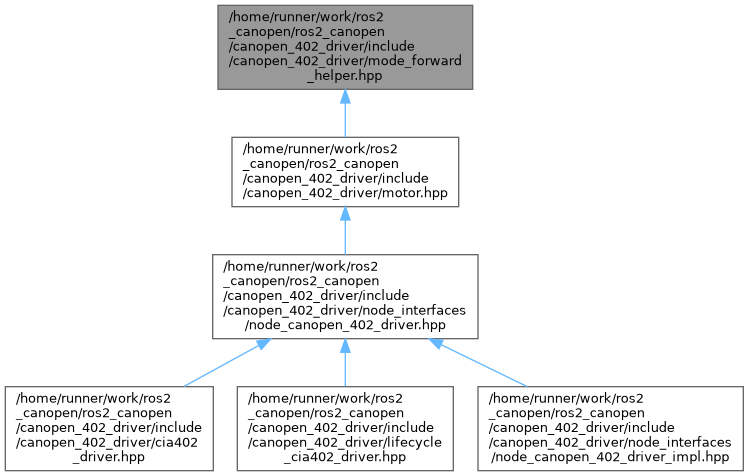 /home/runner/work/ros2
_canopen/ros2_canopen
/canopen_402_driver/include
/canopen_402_driver/mode_forward
_helper.hpp
/home/runner/work/ros2
_canopen/ros2_canopen
/canopen_402_driver/include
/canopen_402_driver/motor.hpp
/home/runner/work/ros2
_canopen/ros2_canopen
/canopen_402_driver/include
/canopen_402_driver/node_interfaces
/node_canopen_402_driver.hpp
/home/runner/work/ros2
_canopen/ros2_canopen
/canopen_402_driver/include
/canopen_402_driver/cia402
_driver.hpp
/home/runner/work/ros2
_canopen/ros2_canopen
/canopen_402_driver/include
/canopen_402_driver/lifecycle
_cia402_driver.hpp
/home/runner/work/ros2
_canopen/ros2_canopen
/canopen_402_driver/include
/canopen_402_driver/node_interfaces
/node_canopen_402_driver_impl.hpp